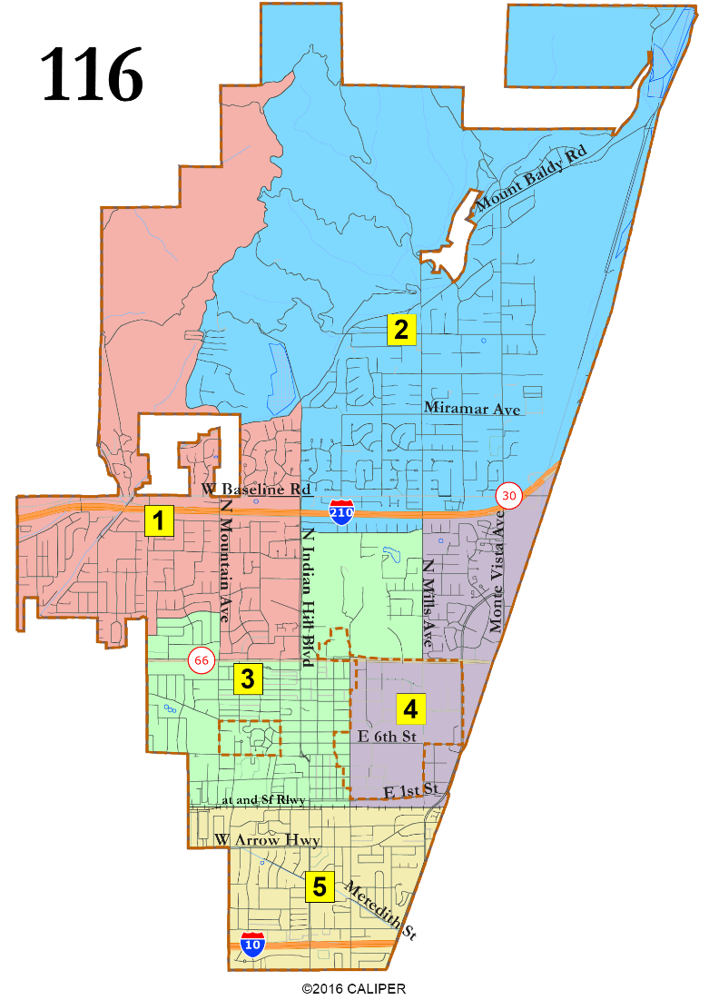 116
Mount Baldy Rd
2
Miramar Ave
W Baseline Rd
30
210
1
N Mountain Ave
N Indian Hill Blvd
N Mills Ave
Monte Vista Ave
66
3
4
E 6th St
E 1st St
at and Sf Rlwy
W Arrow Hwy
5
Meredith St
10
©2016 CALIPER